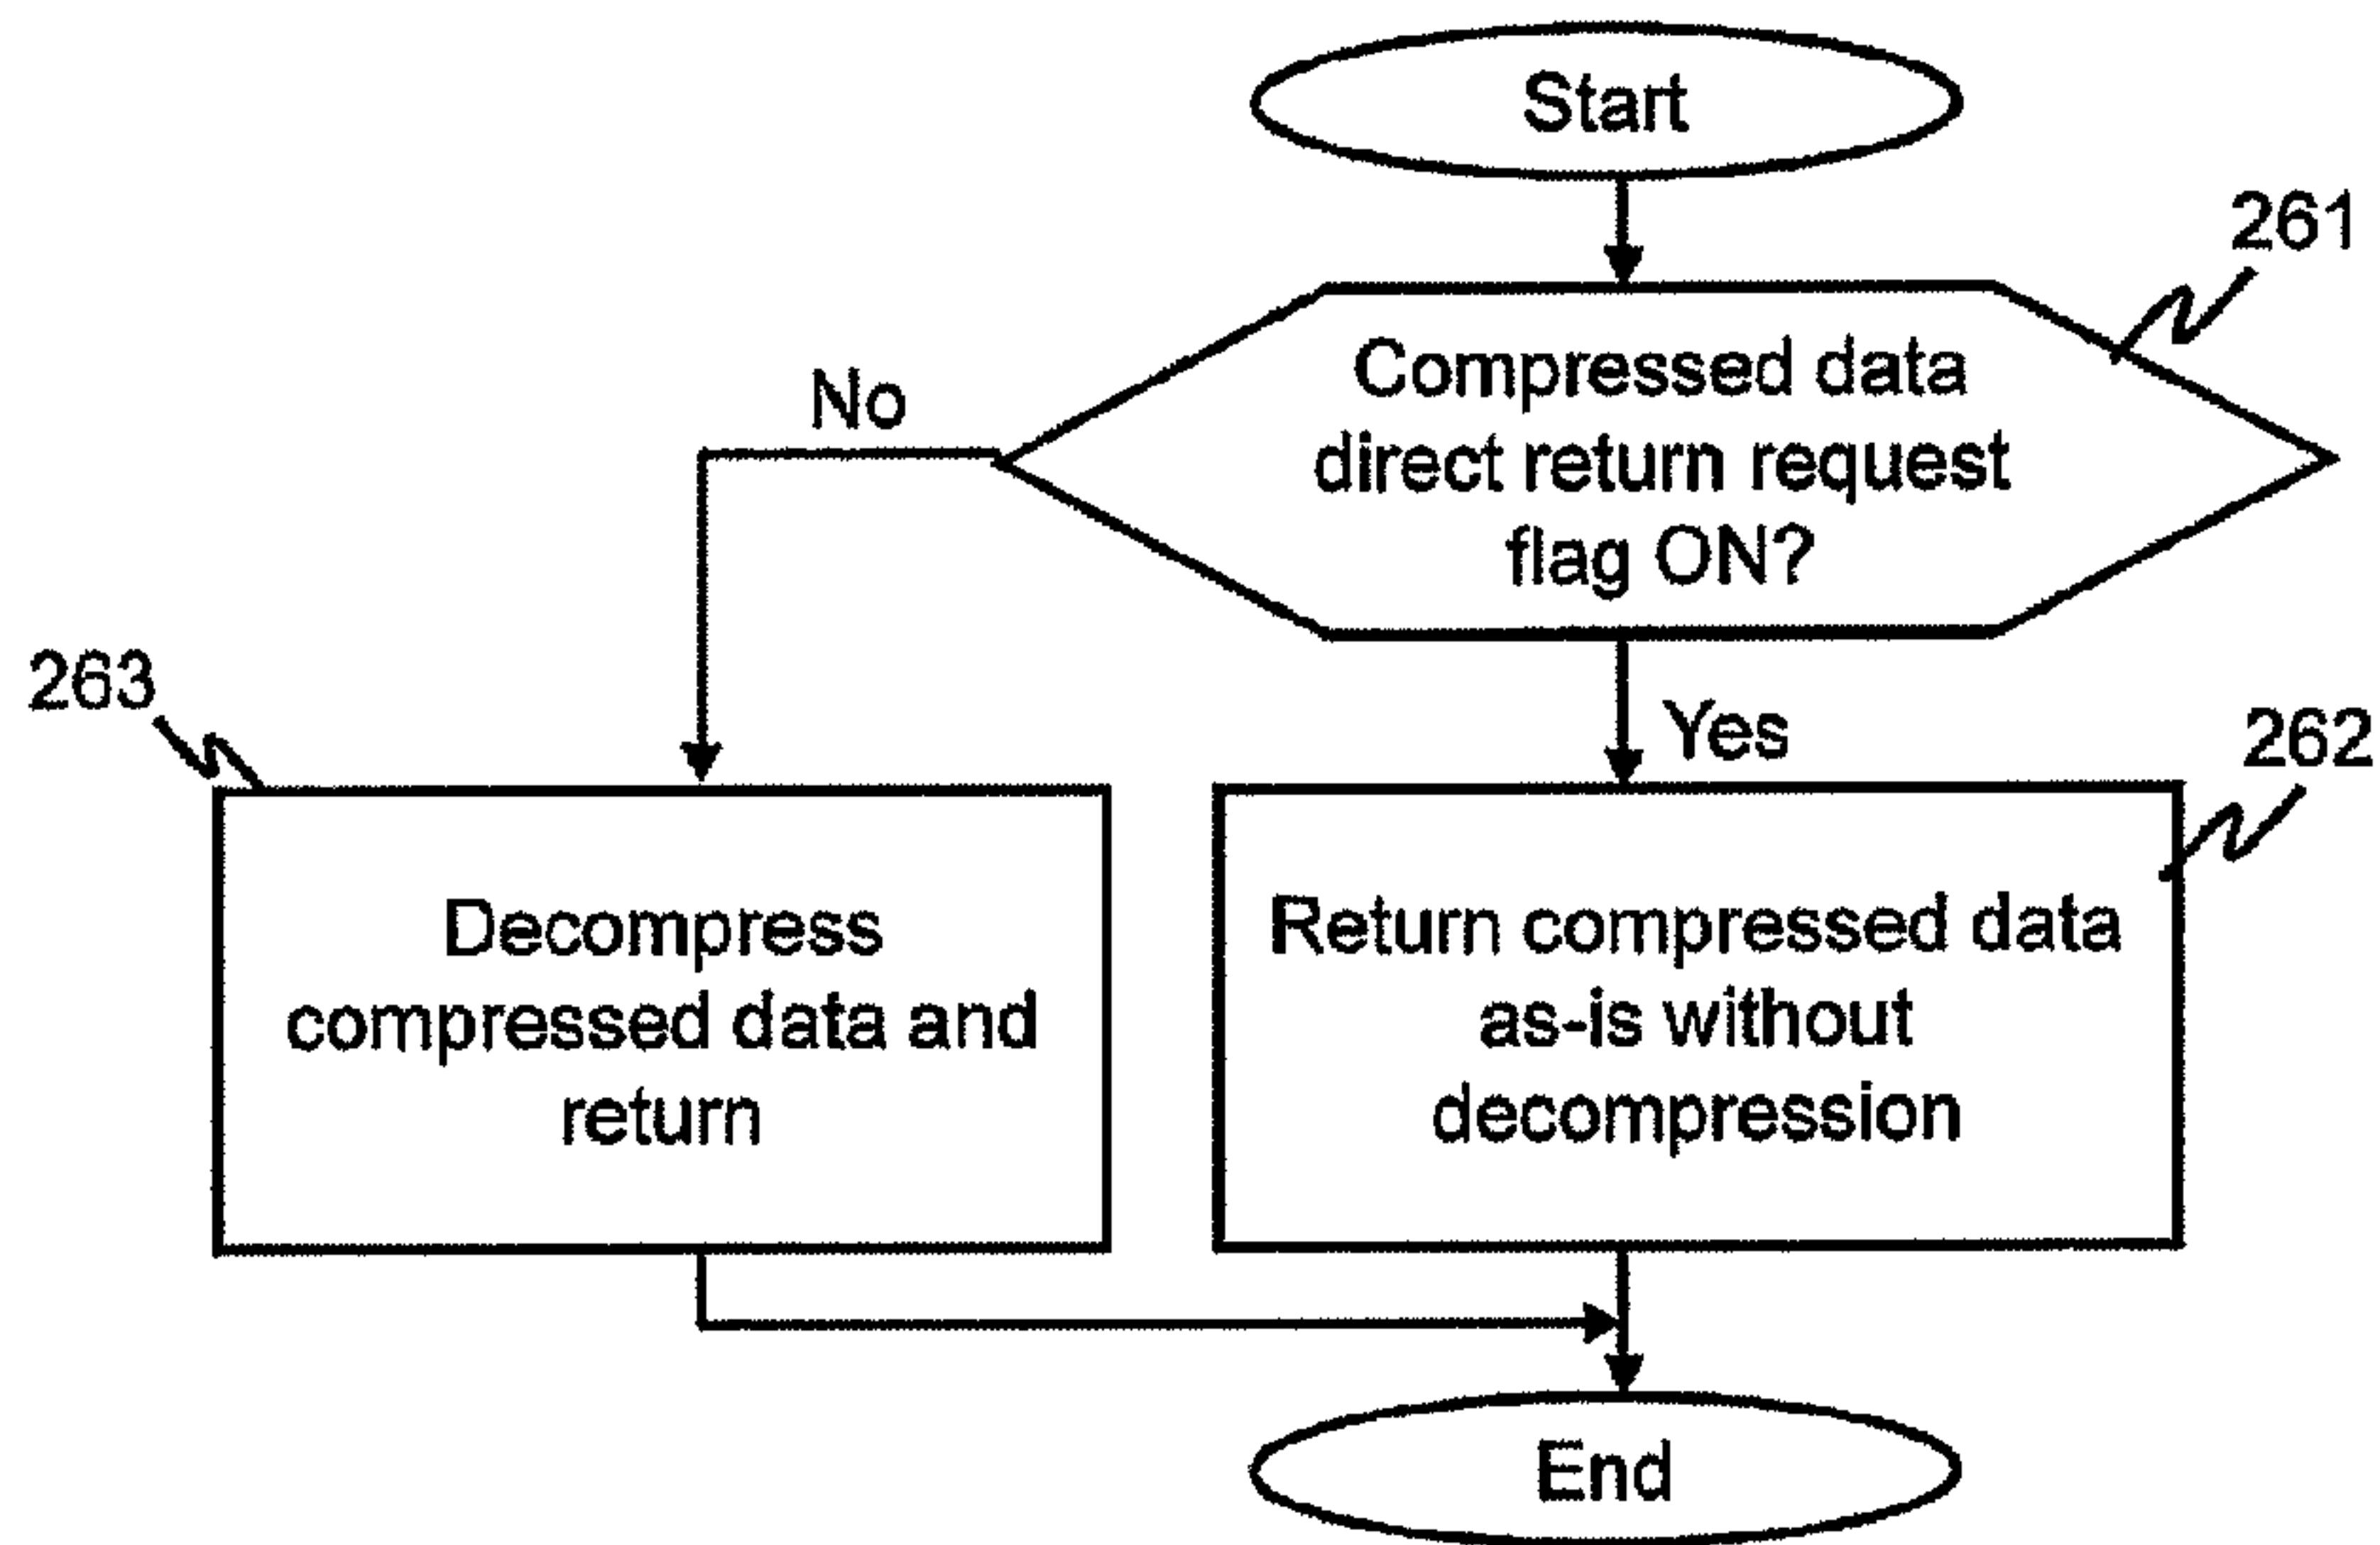 Start
261
Compressed data
direct return request
flag ON?
No
Yes
263
262
Decompress
compressed data and
return
Return compressed data
as-is without
decompression
End